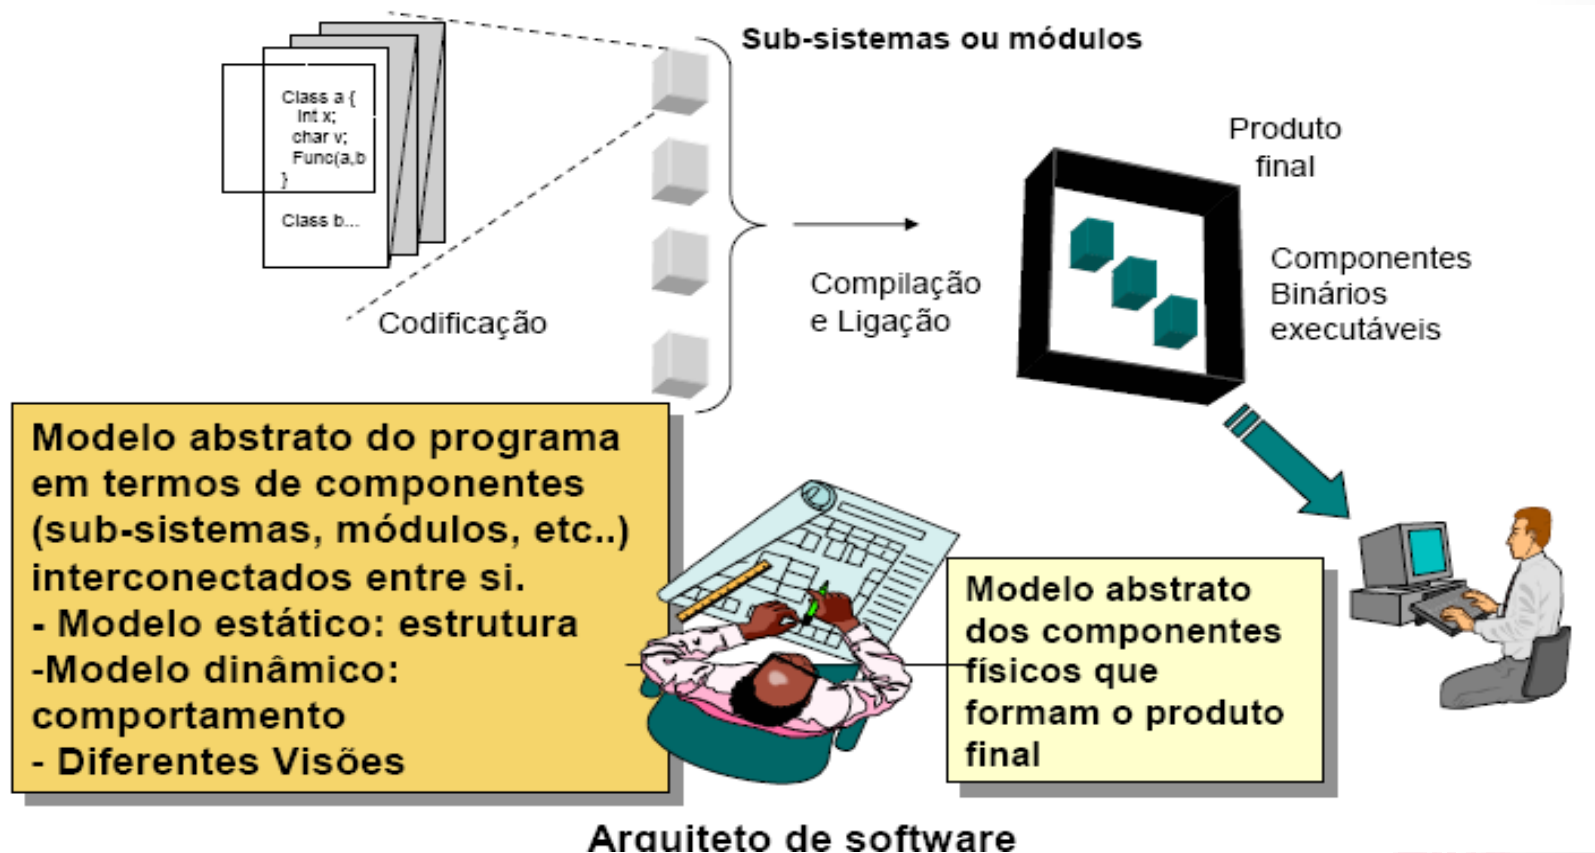 Sub-sistemas ou módulos
Class a {
Int x;
char v;
Func(a,b
}
Class b...
Codificação
Compilação
e Ligação
Produto
final
Componentes
Binários
executáveis
Modelo abstrato do programa
em termos de componentes
(sub-sistemas, módulos, etc..)
interconectados entre si.
- Modelo estático: estrutura
-Modelo dinâmico:
comportamento
- Diferentes Visões
Modelo abstrato
dos componentes
físicos que
formam o produto
final
Arquiteto de software